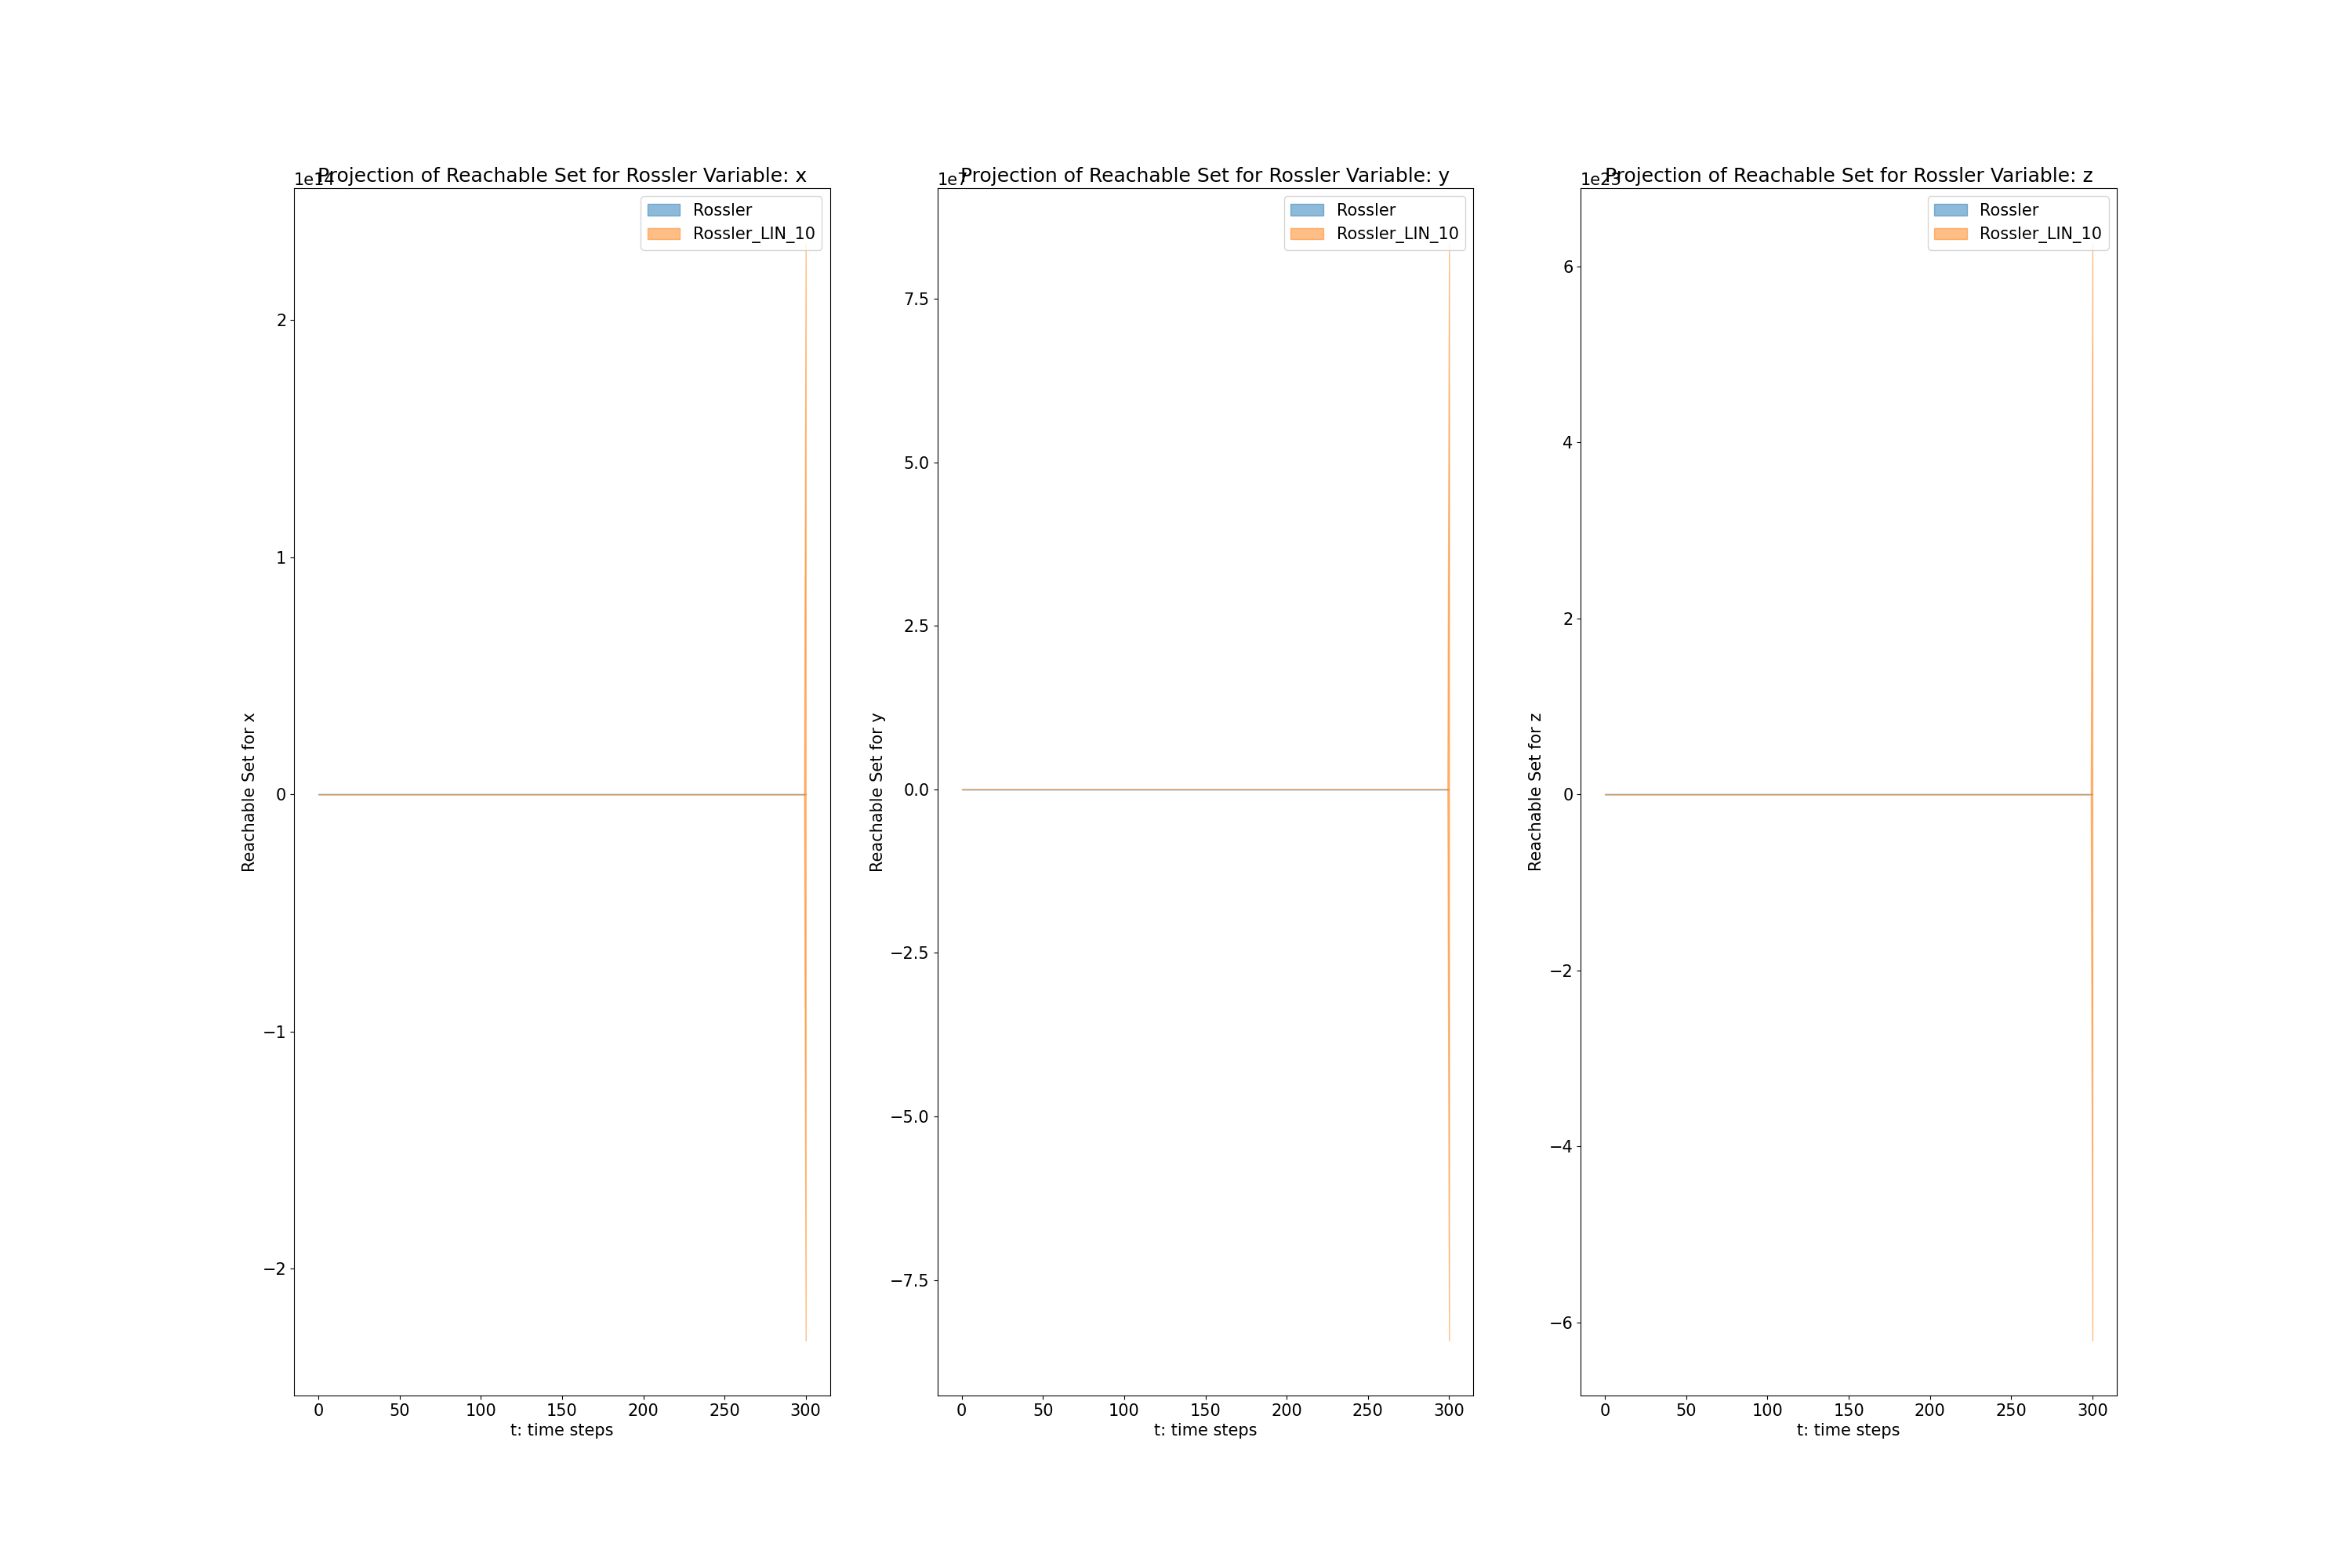 Projection of Reachable Set for Rossler Variable: x
1e14
Rossler
Rossler_LIN_10
2
1
0
−1
−2
Reachable Set for x
0 50 100 150 200 250 300
t: time steps
Projection of Reachable Set for Rossler Variable: y
1e7
Rossler
Rossler_LIN_10
7.5
5.0
2.5
0.0
−2.5
−5.0
−7.5
Reachable Set for y
0 50 100 150 200 250 300
t: time steps
Projection of Reachable Set for Rossler Variable: z
1e23
Rossler
Rossler_LIN_10
6
4
2
0
−2
−4
−6
Reachable Set for z
0 50 100 150 200 250 300
t: time steps